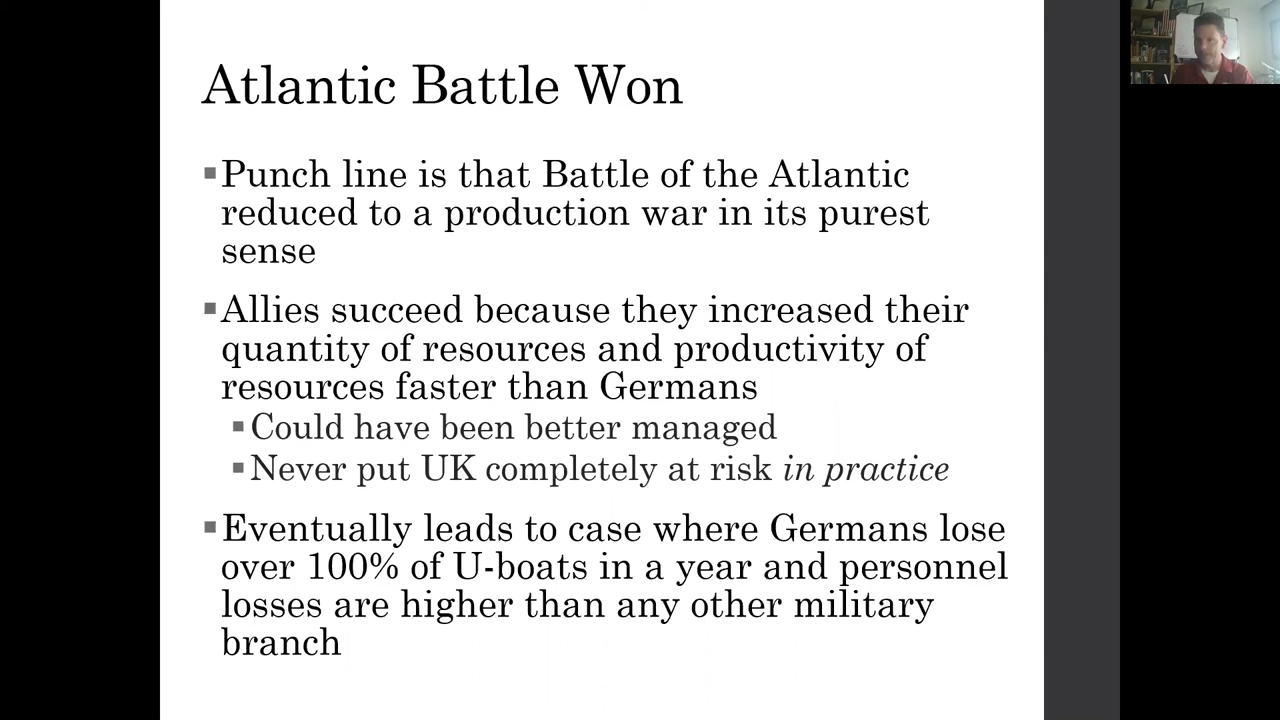 Atlantic Battle Won
▪Punch line is that Battle of the Atlantic
reduced to a production war in its purest
sense
▪Allies succeed because they increased their
quantity of resources and productivity of
resources faster than Germans
▪Could have been better managed
▪Never put UK completely at risk in practice
▪Eventually leads to case where Germans lose
over 100% of U-boats in a year and personnel
losses are higher than any other military
branch